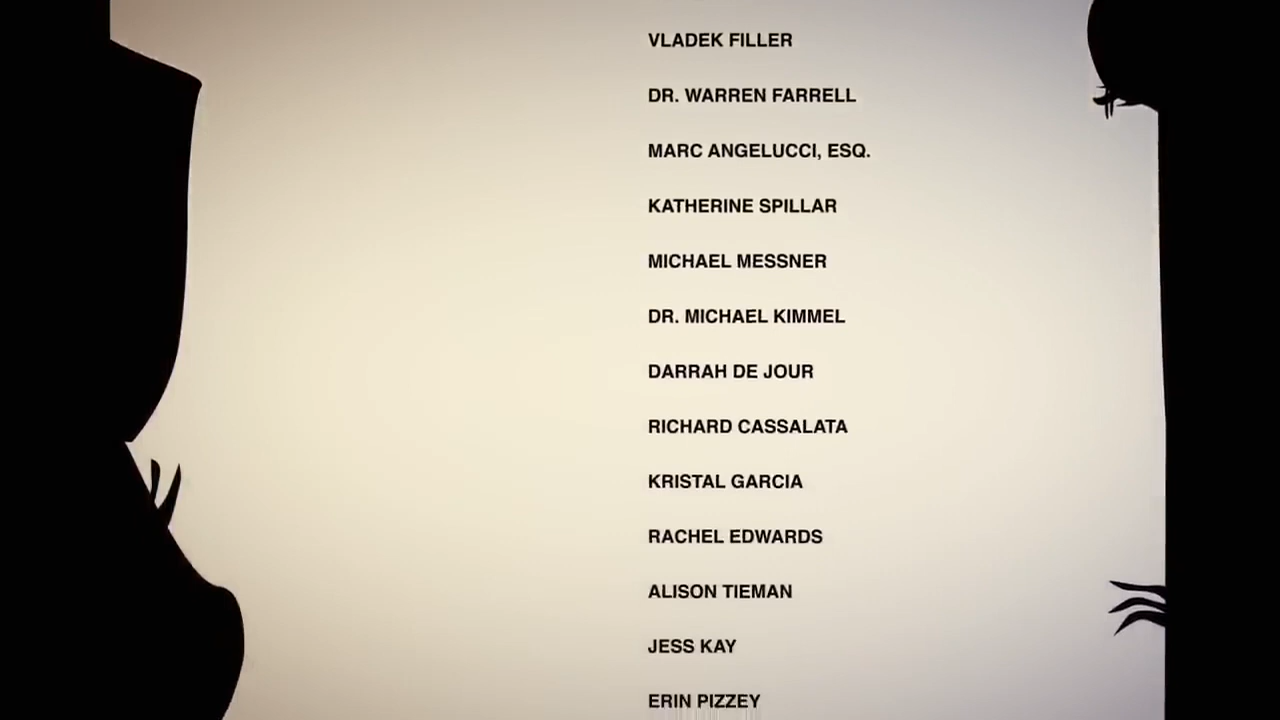 VLADEK FILLER
DR. WARREN FARRELL
MARC ANGELUCCI, ESQ.
KATHERINE SPILLAR
MICHAEL MESSNER
DR. MICHAEL KIMMEL
DARRAH DE JOUR
RICHARD CASSALATA
KRISTAL GARCIA
RACHEL EDWARDS
ALISON TIEMAN
JESS KAY
ERIN PIZZEY